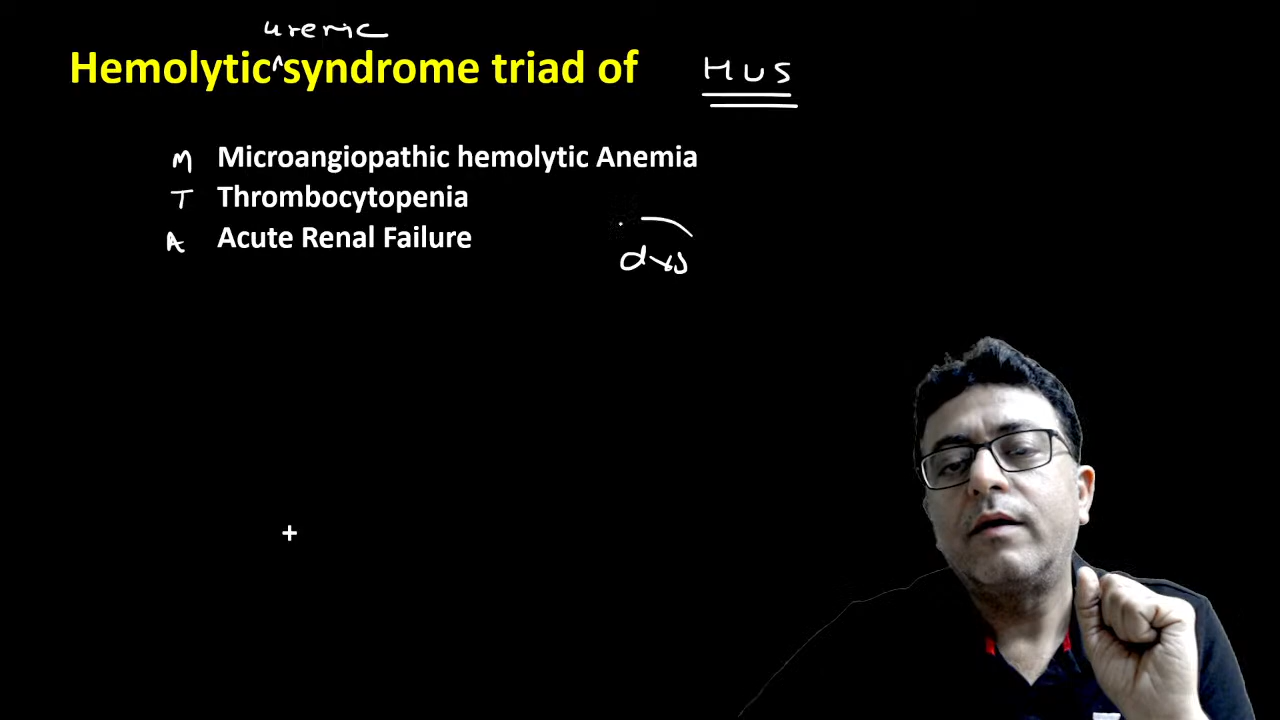 uremic
Hemolytic ^ syndrome triad of HUS
M Microangiopathic hemolytic Anemia
T Thrombocytopenia
A Acute Renal Failure
dys
+